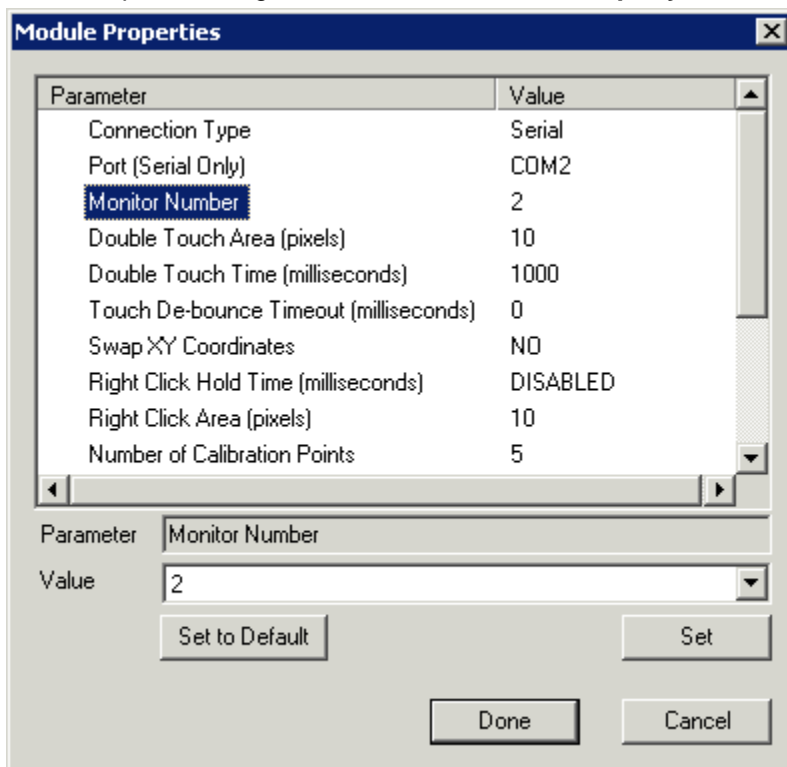 Module Properties
Parameter Value
Connection Type Serial
Port (Serial Only) COM2
Monitor Number 2
Double Touch Area (pixels) 10
Double Touch Time (milliseconds) 1000
Touch De-bounce Timeout (milliseconds) 0
Swap XY Coordinates NO
Right Click Hold Time (milliseconds) DISABLED
Right Click Area (pixels) 10
Number of Calibration Points 5
Parameter Monitor Number
Value 2
Set to Default Set
Done Cancel